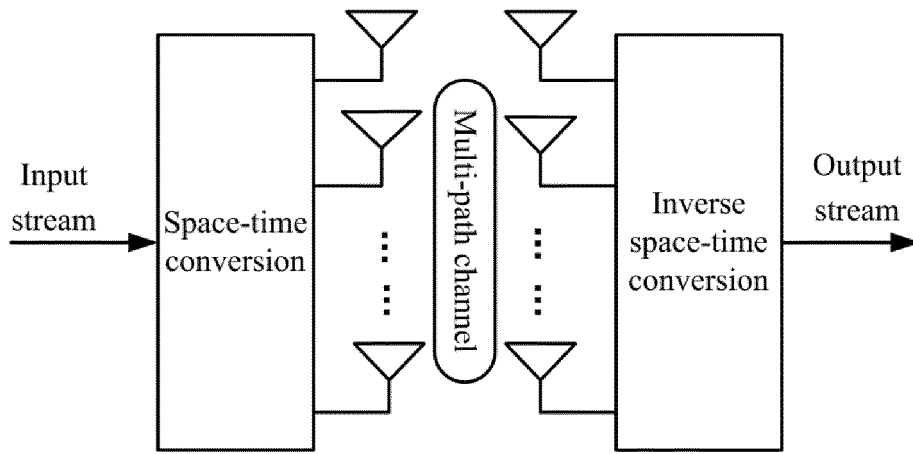 Input
stream
Space-time
conversion
Multi-path channel
Inverse
space-time
conversion
Output
stream